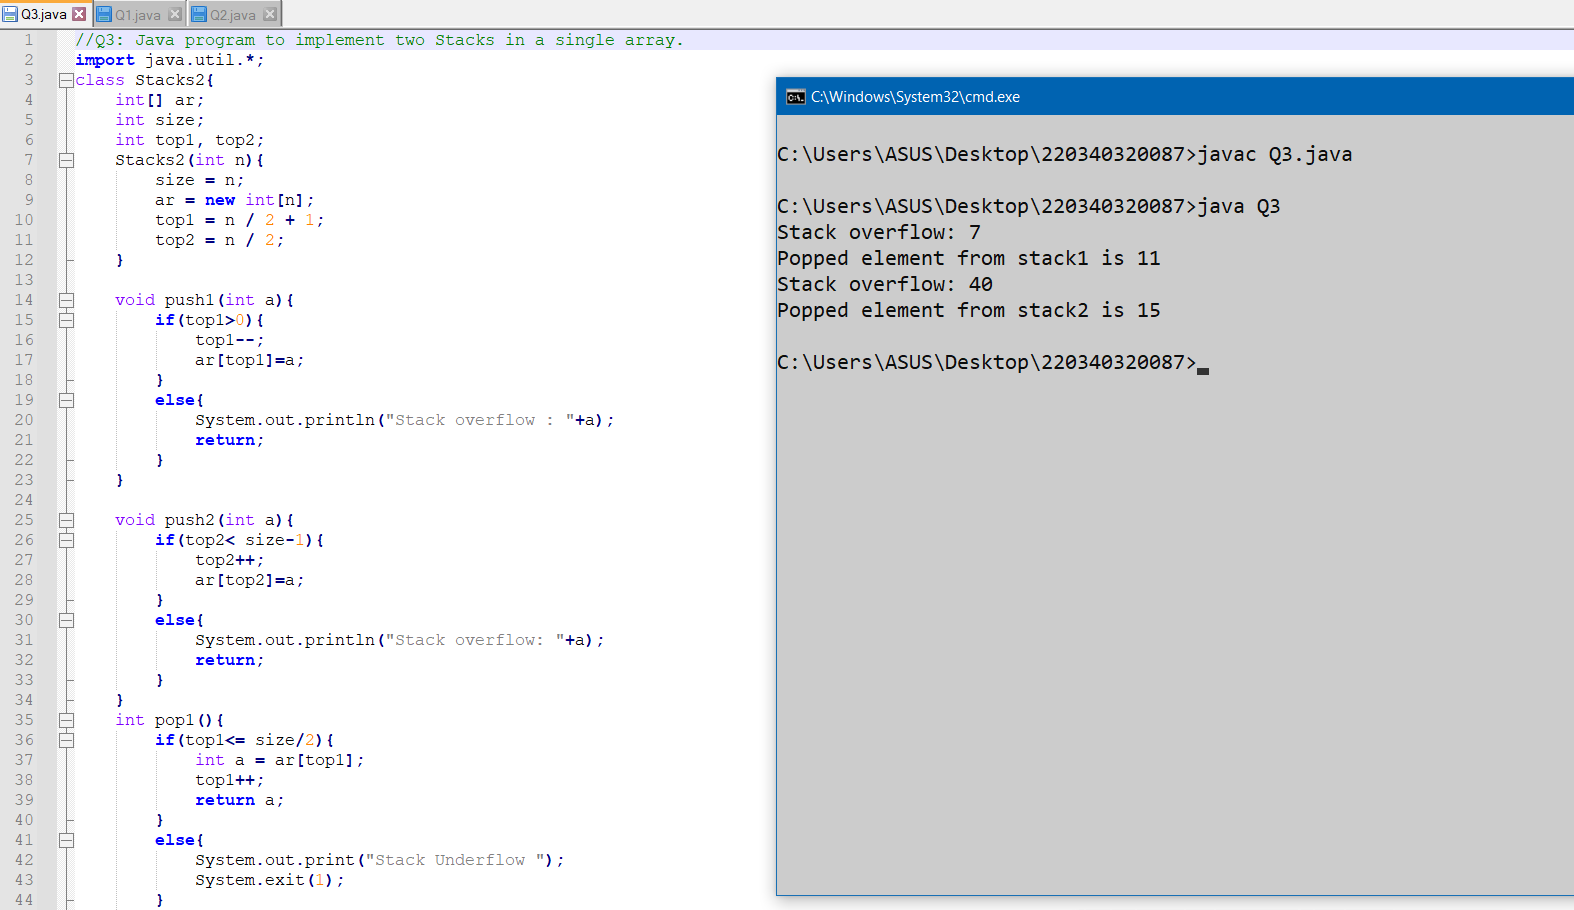 Q3.java Q1.java Q2.java
1 //Q3: Java program to implement two Stacks in a single array.
2 import java.util.*;
3 class Stacks2{
4 int[] ar;
5 int size;
6 int top1, top2;
7 Stacks2(int n){
8 size = n;
9 ar = new int[n];
10 top1 = n / 2 + 1;
11 top2 = n / 2;
12 }
13
14 void push1(int a){
15 if(top1>0){
16 top1--;
17 ar[top1]=a;
18 }
19 else{
20 System.out.println("Stack overflow : "+a);
21 return;
22 }
23 }
24
25 void push2(int a){
26 if(top2< size-1){
27 top2++;
28 ar[top2]=a;
29 }
30 else{
31 System.out.println("Stack overflow: "+a);
32 return;
33 }
34 }
35 int pop1(){
36 if(top1<= size/2){
37 int a = ar[top1];
38 top1++;
39 return a;
40 }
41 else{
42 System.out.print("Stack Underflow ");
43 System.exit(1);
44 }
C:\Windows\System32\cmd.exe
C:\Users\ASUS\Desktop\220340320087>javac Q3.java
C:\Users\ASUS\Desktop\220340320087>java Q3
Stack overflow: 7
Popped element from stack1 is 11
Stack overflow: 40
Popped element from stack2 is 15
C:\Users\ASUS\Desktop\220340320087>